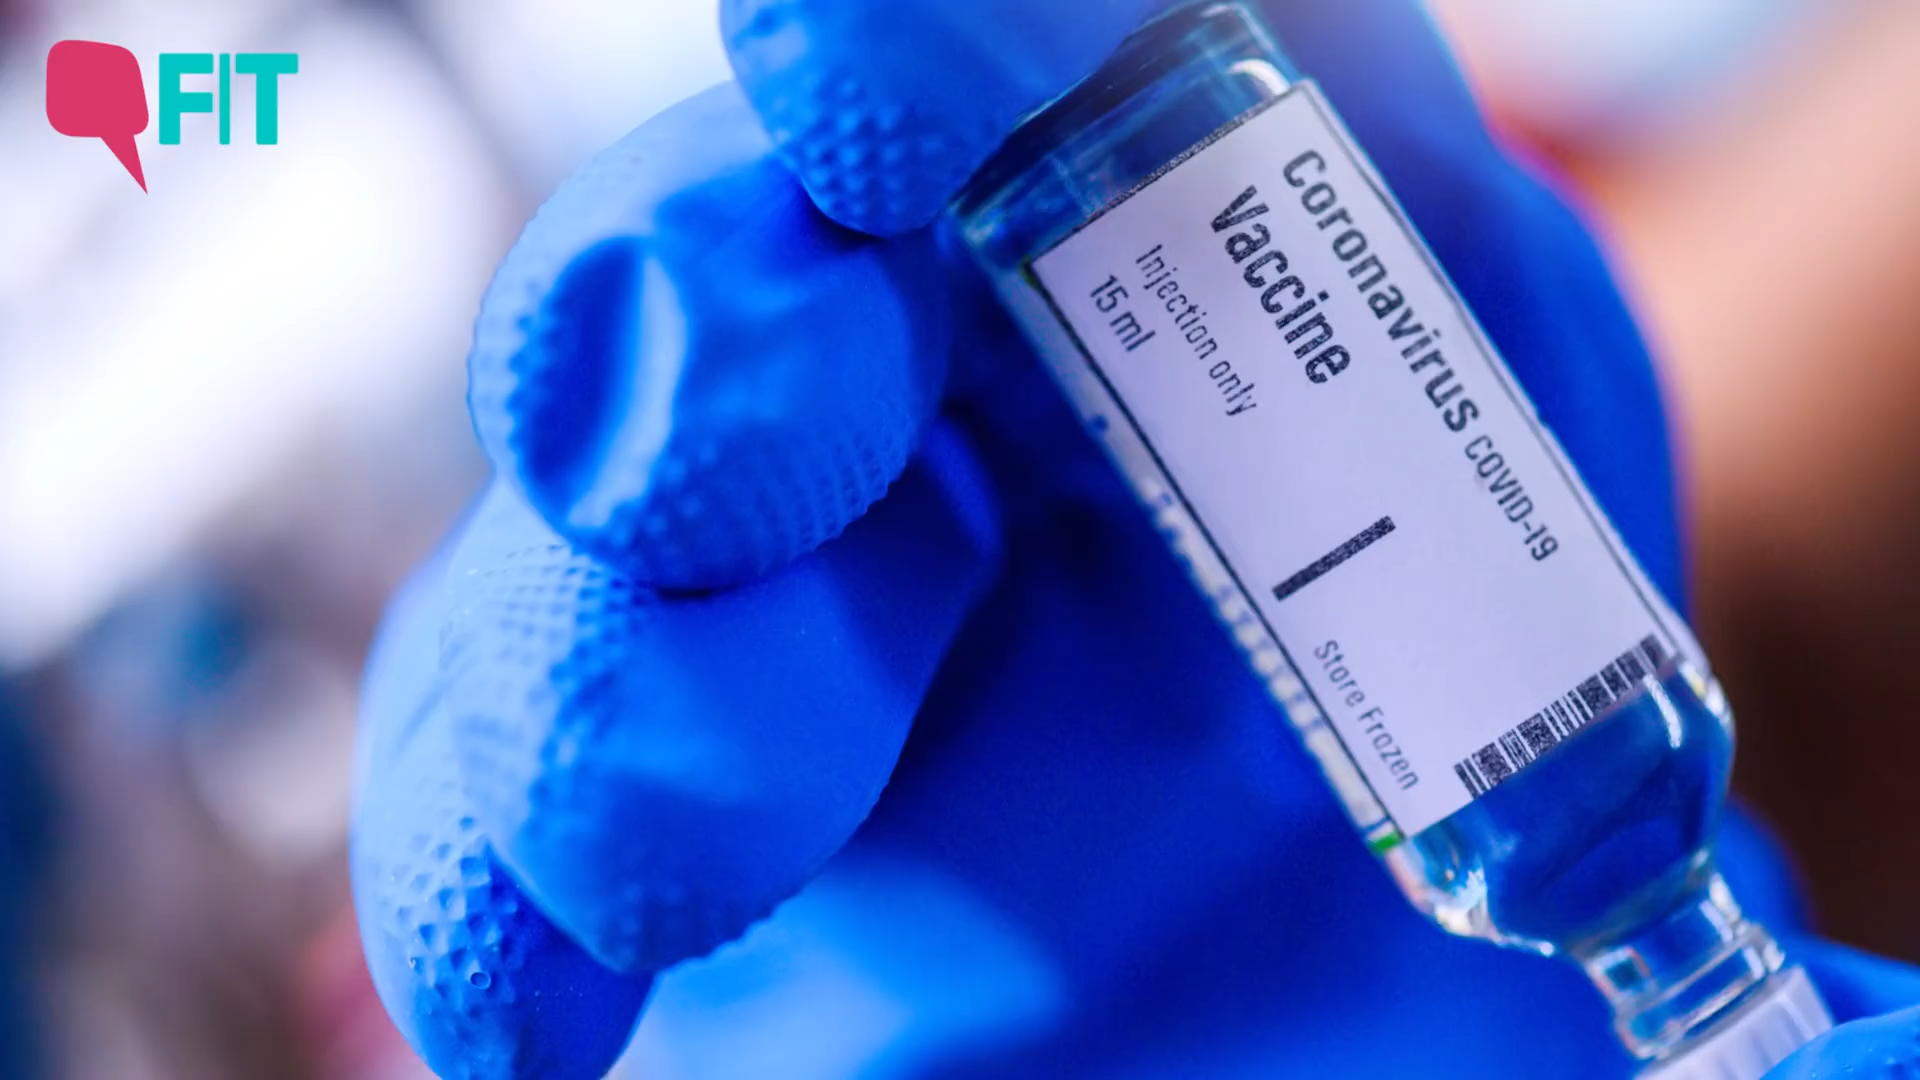 FIT
Coronavirus COVID-19
Vaccine
Injection only
15 ml
Store Frozen